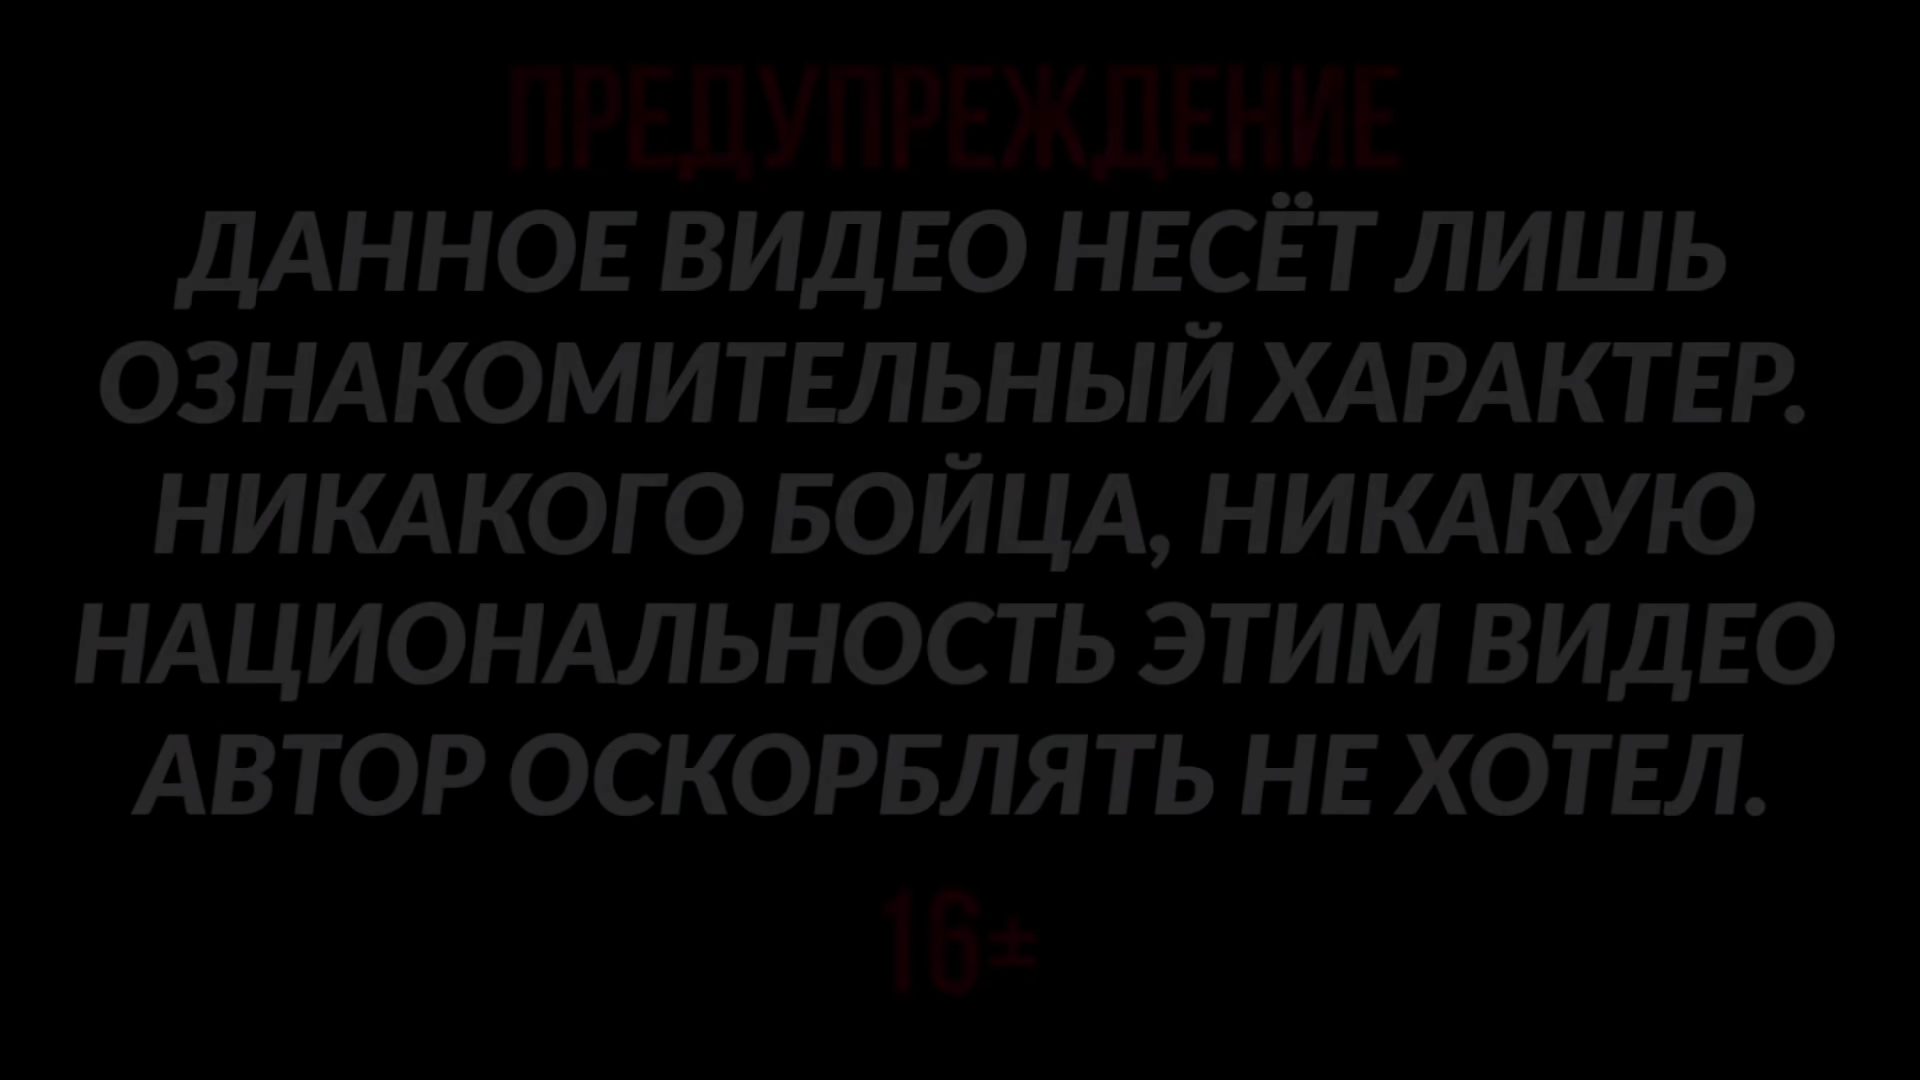 ПРЕДУПРЕЖДЕНИЕ
ДАННОЕ ВИДЕО НЕСЁТ ЛИШЬ
ОЗНАКОМИТЕЛЬНЫЙ ХАРАКТЕР.
НИКАКОГО БОЙЦА, НИКАКУЮ
НАЦИОНАЛЬНОСТЬ ЭТИМ ВИДЕО
АВТОР ОСКОРБЛЯТЬ НЕ ХОТЕЛ.
16±